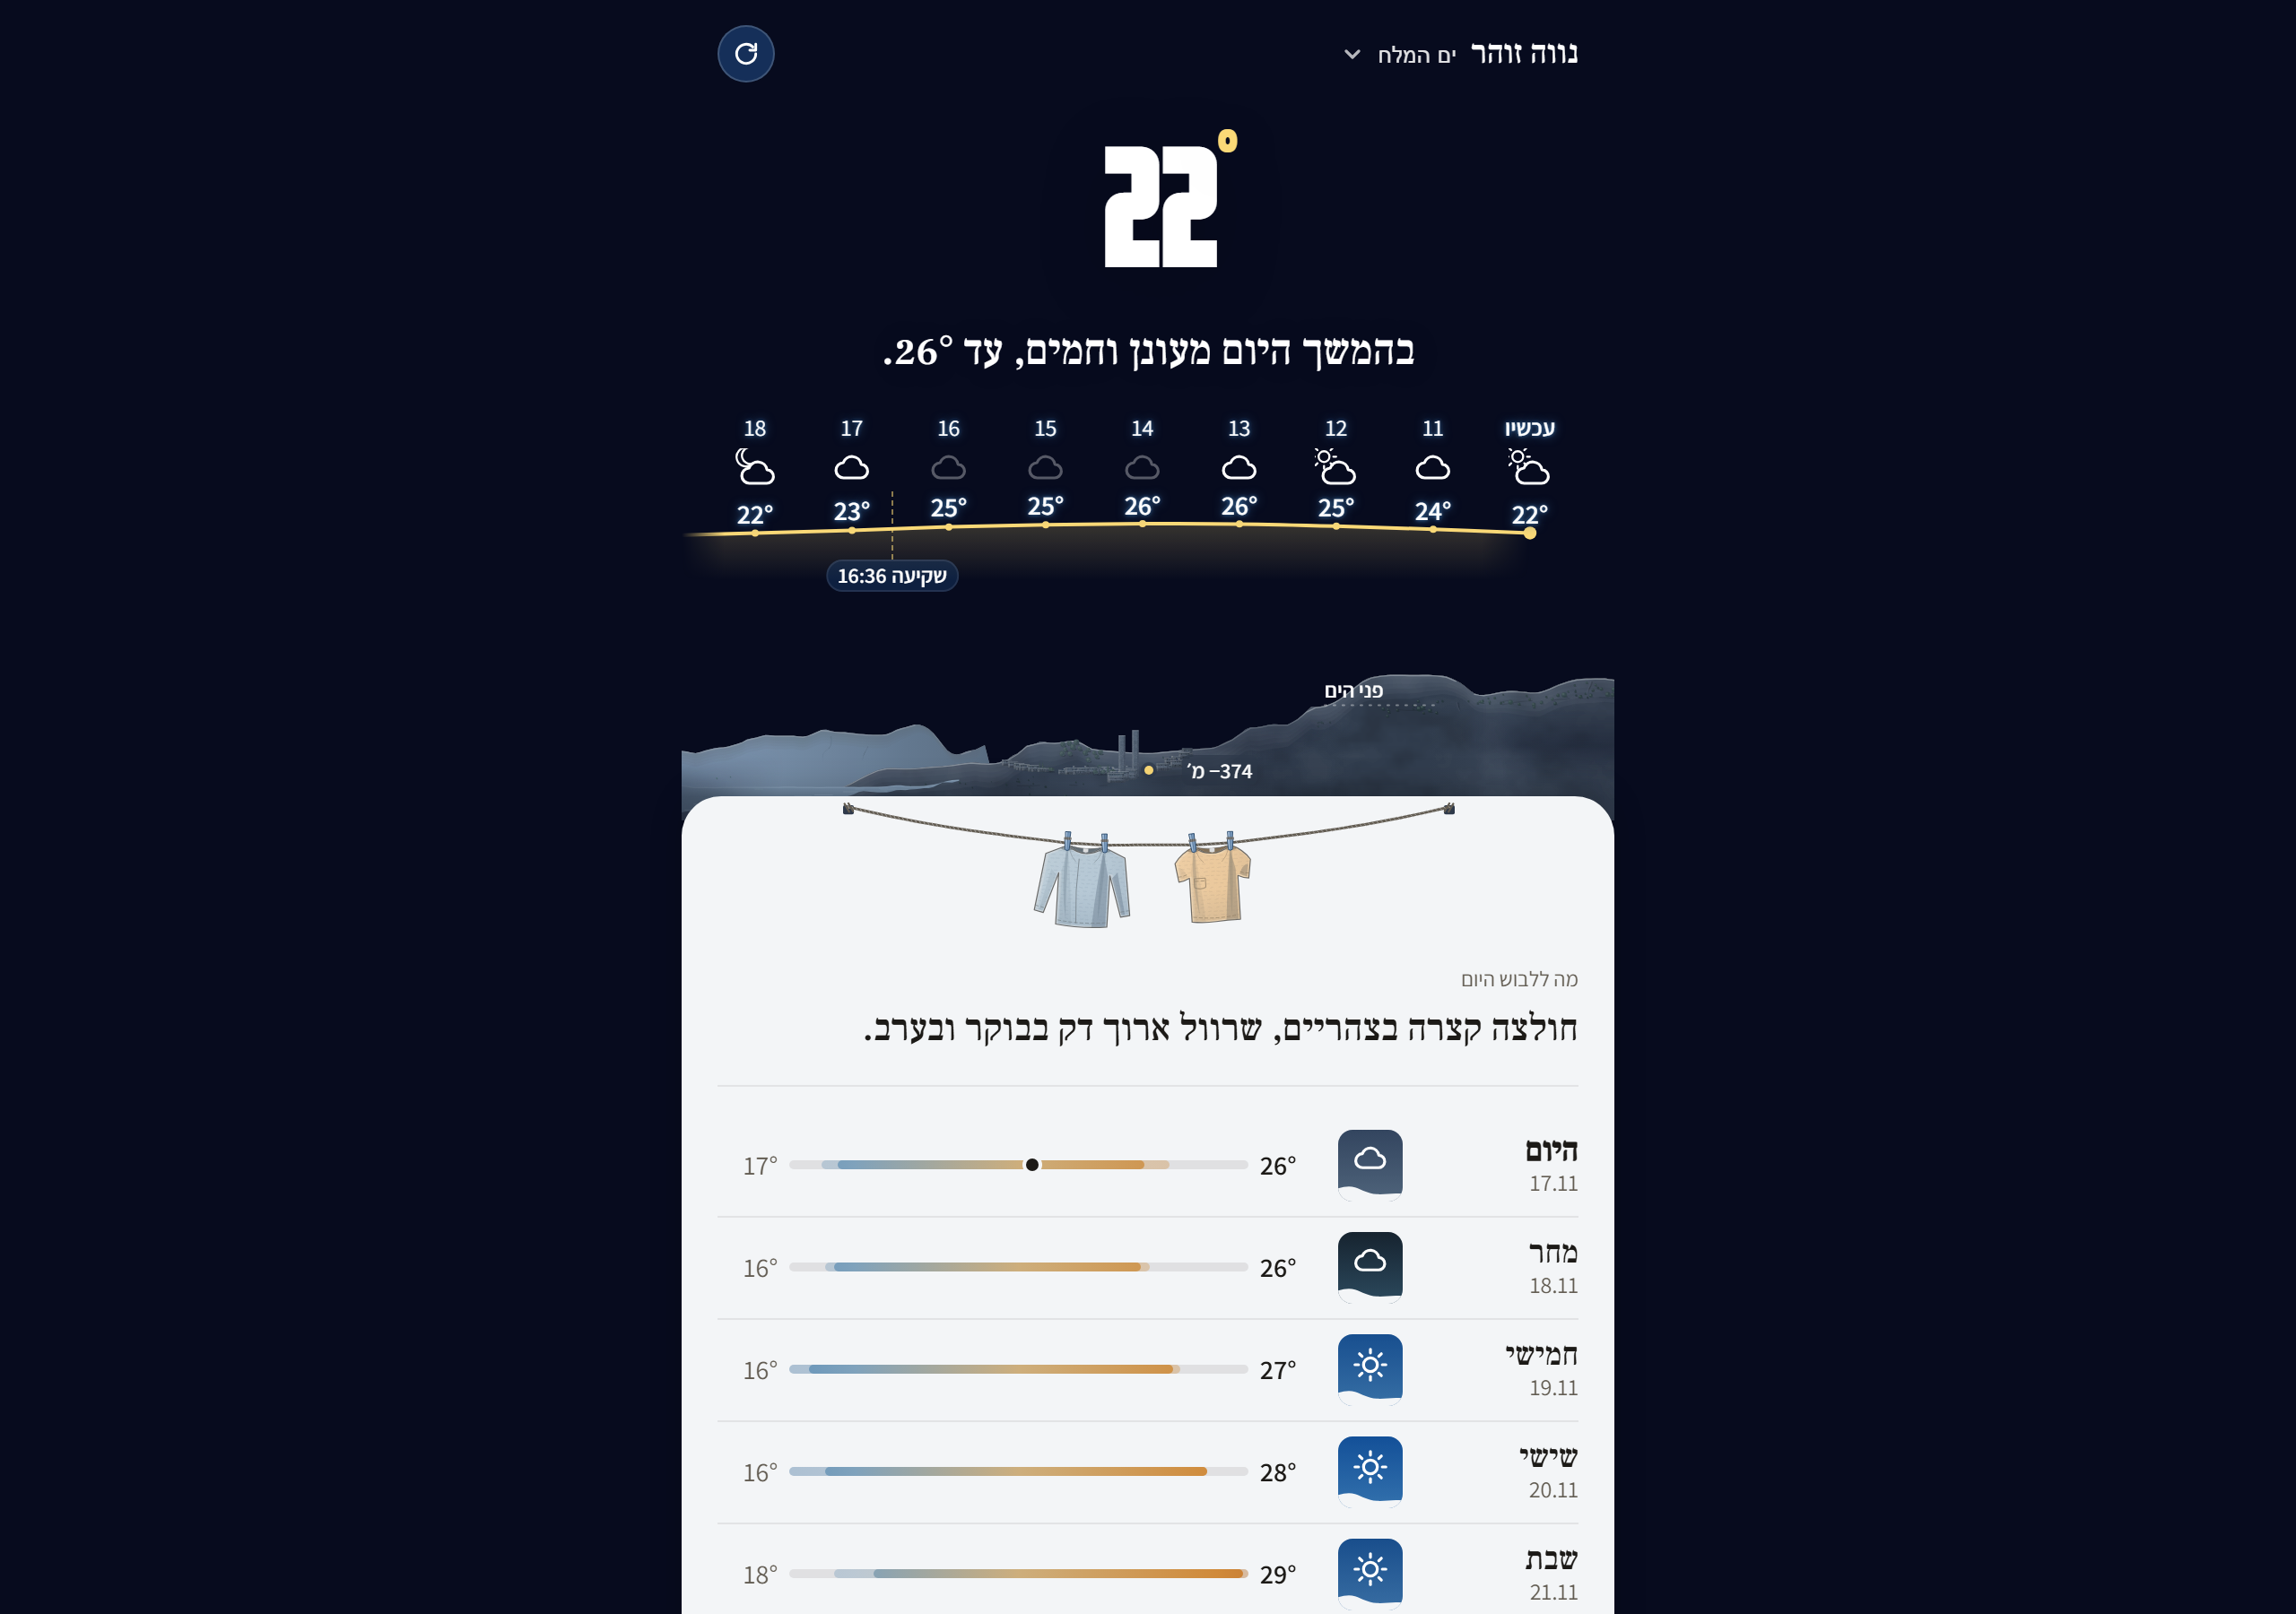 נווה זוהר ים המלח
22°
בהמשך היום מעונן וחמים, עד 26°.
עכשיו 11 12 13 14 15 16 17 18
22° 24° 25° 26° 26° 25° 25° 23° 22°
שקיעה 16:36
פני הים
−374 מ׳
מה ללבוש היום
חולצה קצרה בצהריים, שרוול ארוך דק בבוקר ובערב.
היום 26° 17°
17.11
מחר 26° 16°
18.11
חמישי 27° 16°
19.11
שישי 28° 16°
20.11
שבת 29° 18°
21.11